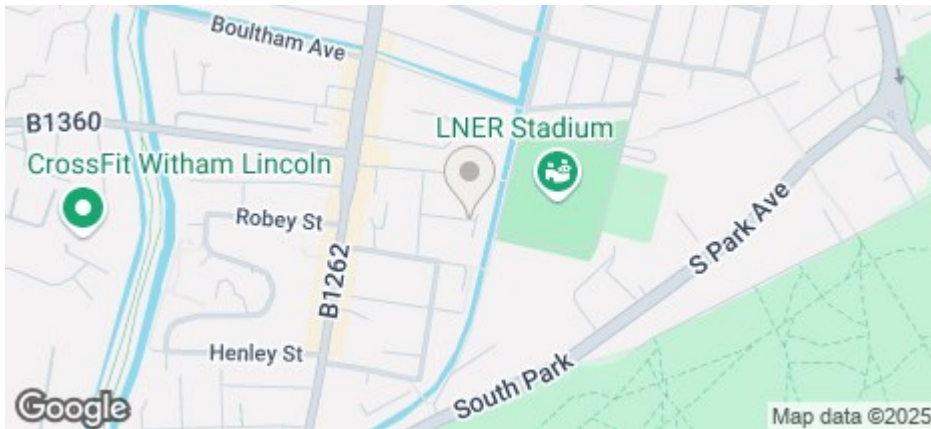 Boultham Ave
B1360
LNER Stadium
CrossFit Witham Lincoln
Robey St
S Park Ave
B1262
Henley St
South Park
Google
Map data ©2025